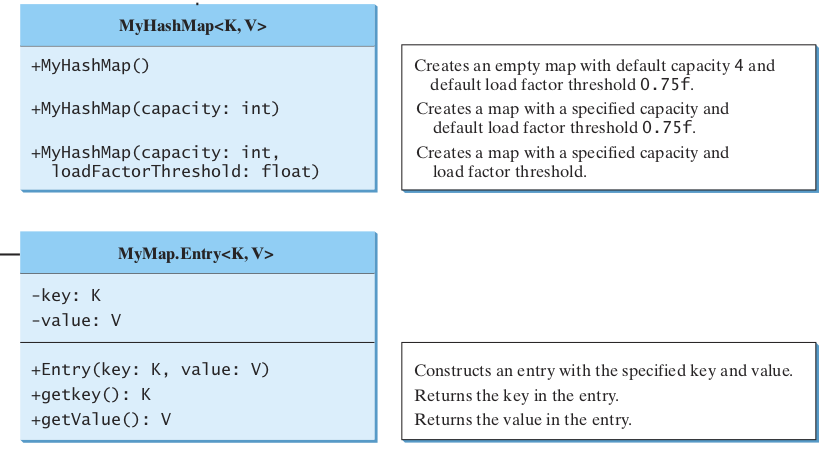 MyHashMap<K, V>
+MyHashMap()
+MyHashMap(capacity: int)
+MyHashMap(capacity: int,
loadFactorThreshold: float)
Creates an empty map with default capacity 4 and
default load factor threshold 0.75f.
Creates a map with a specified capacity and
default load factor threshold 0.75f.
Creates a map with a specified capacity and
load factor threshold.
MyMap.Entry<K, V>
-key: K
-value: V
+Entry(key: K, value: V)
+getkey(): K
+getValue(): V
Constructs an entry with the specified key and value.
Returns the key in the entry.
Returns the value in the entry.